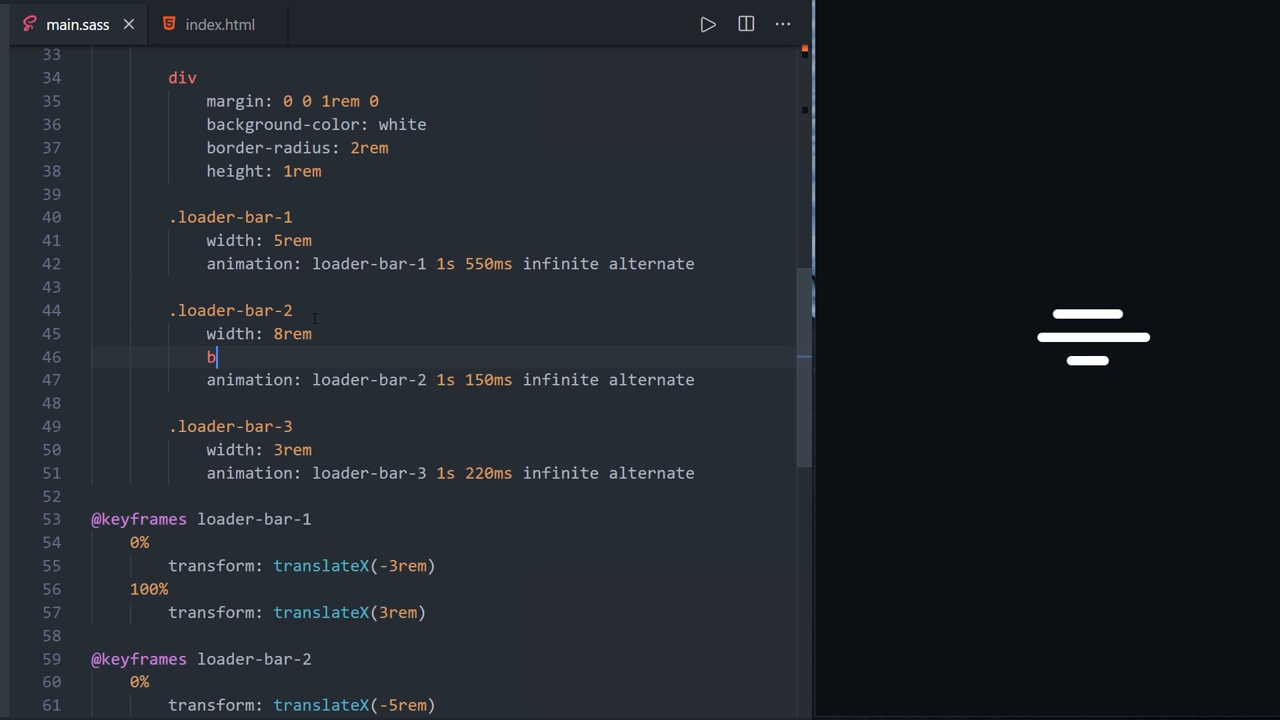 main.sass
index.html
33
34 div
35 margin: 0 0 1rem 0
36 background-color: white
37 border-radius: 2rem
38 height: 1rem
39
40 .loader-bar-1
41 width: 5rem
42 animation: loader-bar-1 1s 550ms infinite alternate
43
44 .loader-bar-2
45 width: 8rem
46 b
47 animation: loader-bar-2 1s 150ms infinite alternate
48
49 .loader-bar-3
50 width: 3rem
51 animation: loader-bar-3 1s 220ms infinite alternate
52
53 @keyframes loader-bar-1
54 0%
55 transform: translateX(-3rem)
56 100%
57 transform: translateX(3rem)
58
59 @keyframes loader-bar-2
60 0%
61 transform: translateX(-5rem)